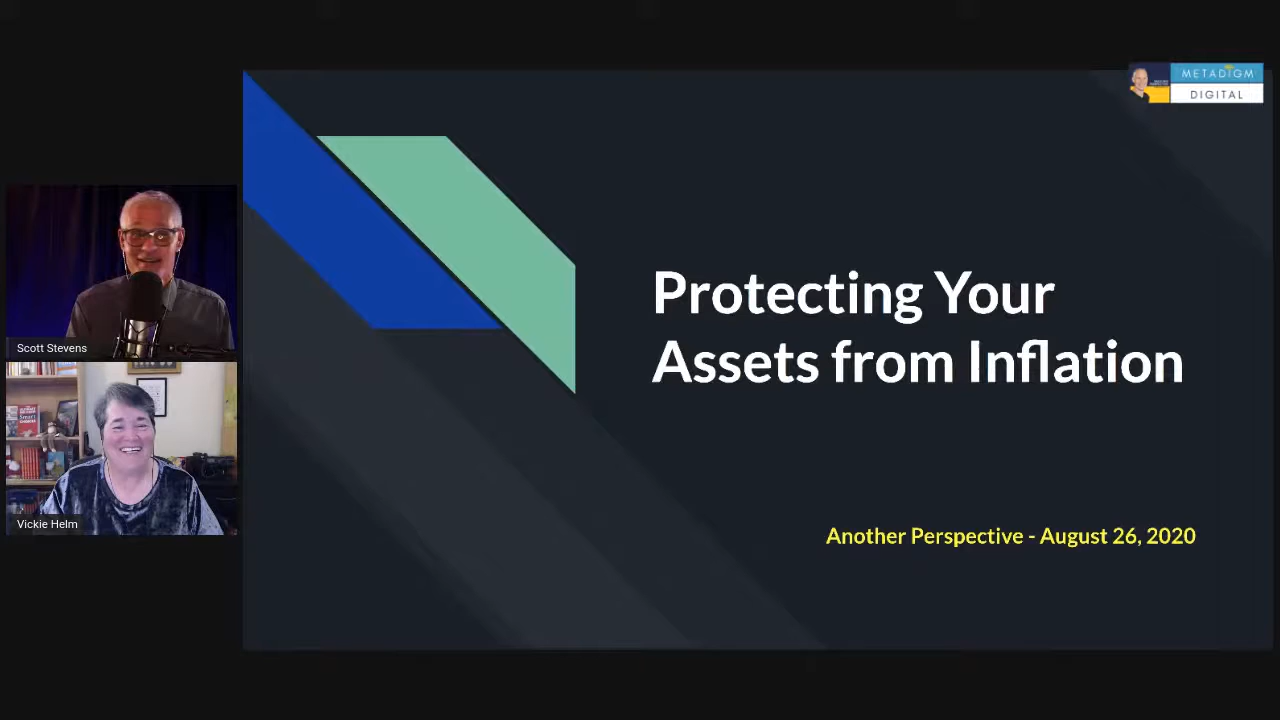 METADIGM
DIGITAL
Protecting Your
Assets from Inflation
Another Perspective - August 26, 2020
Scott Stevens
Vickie Helm